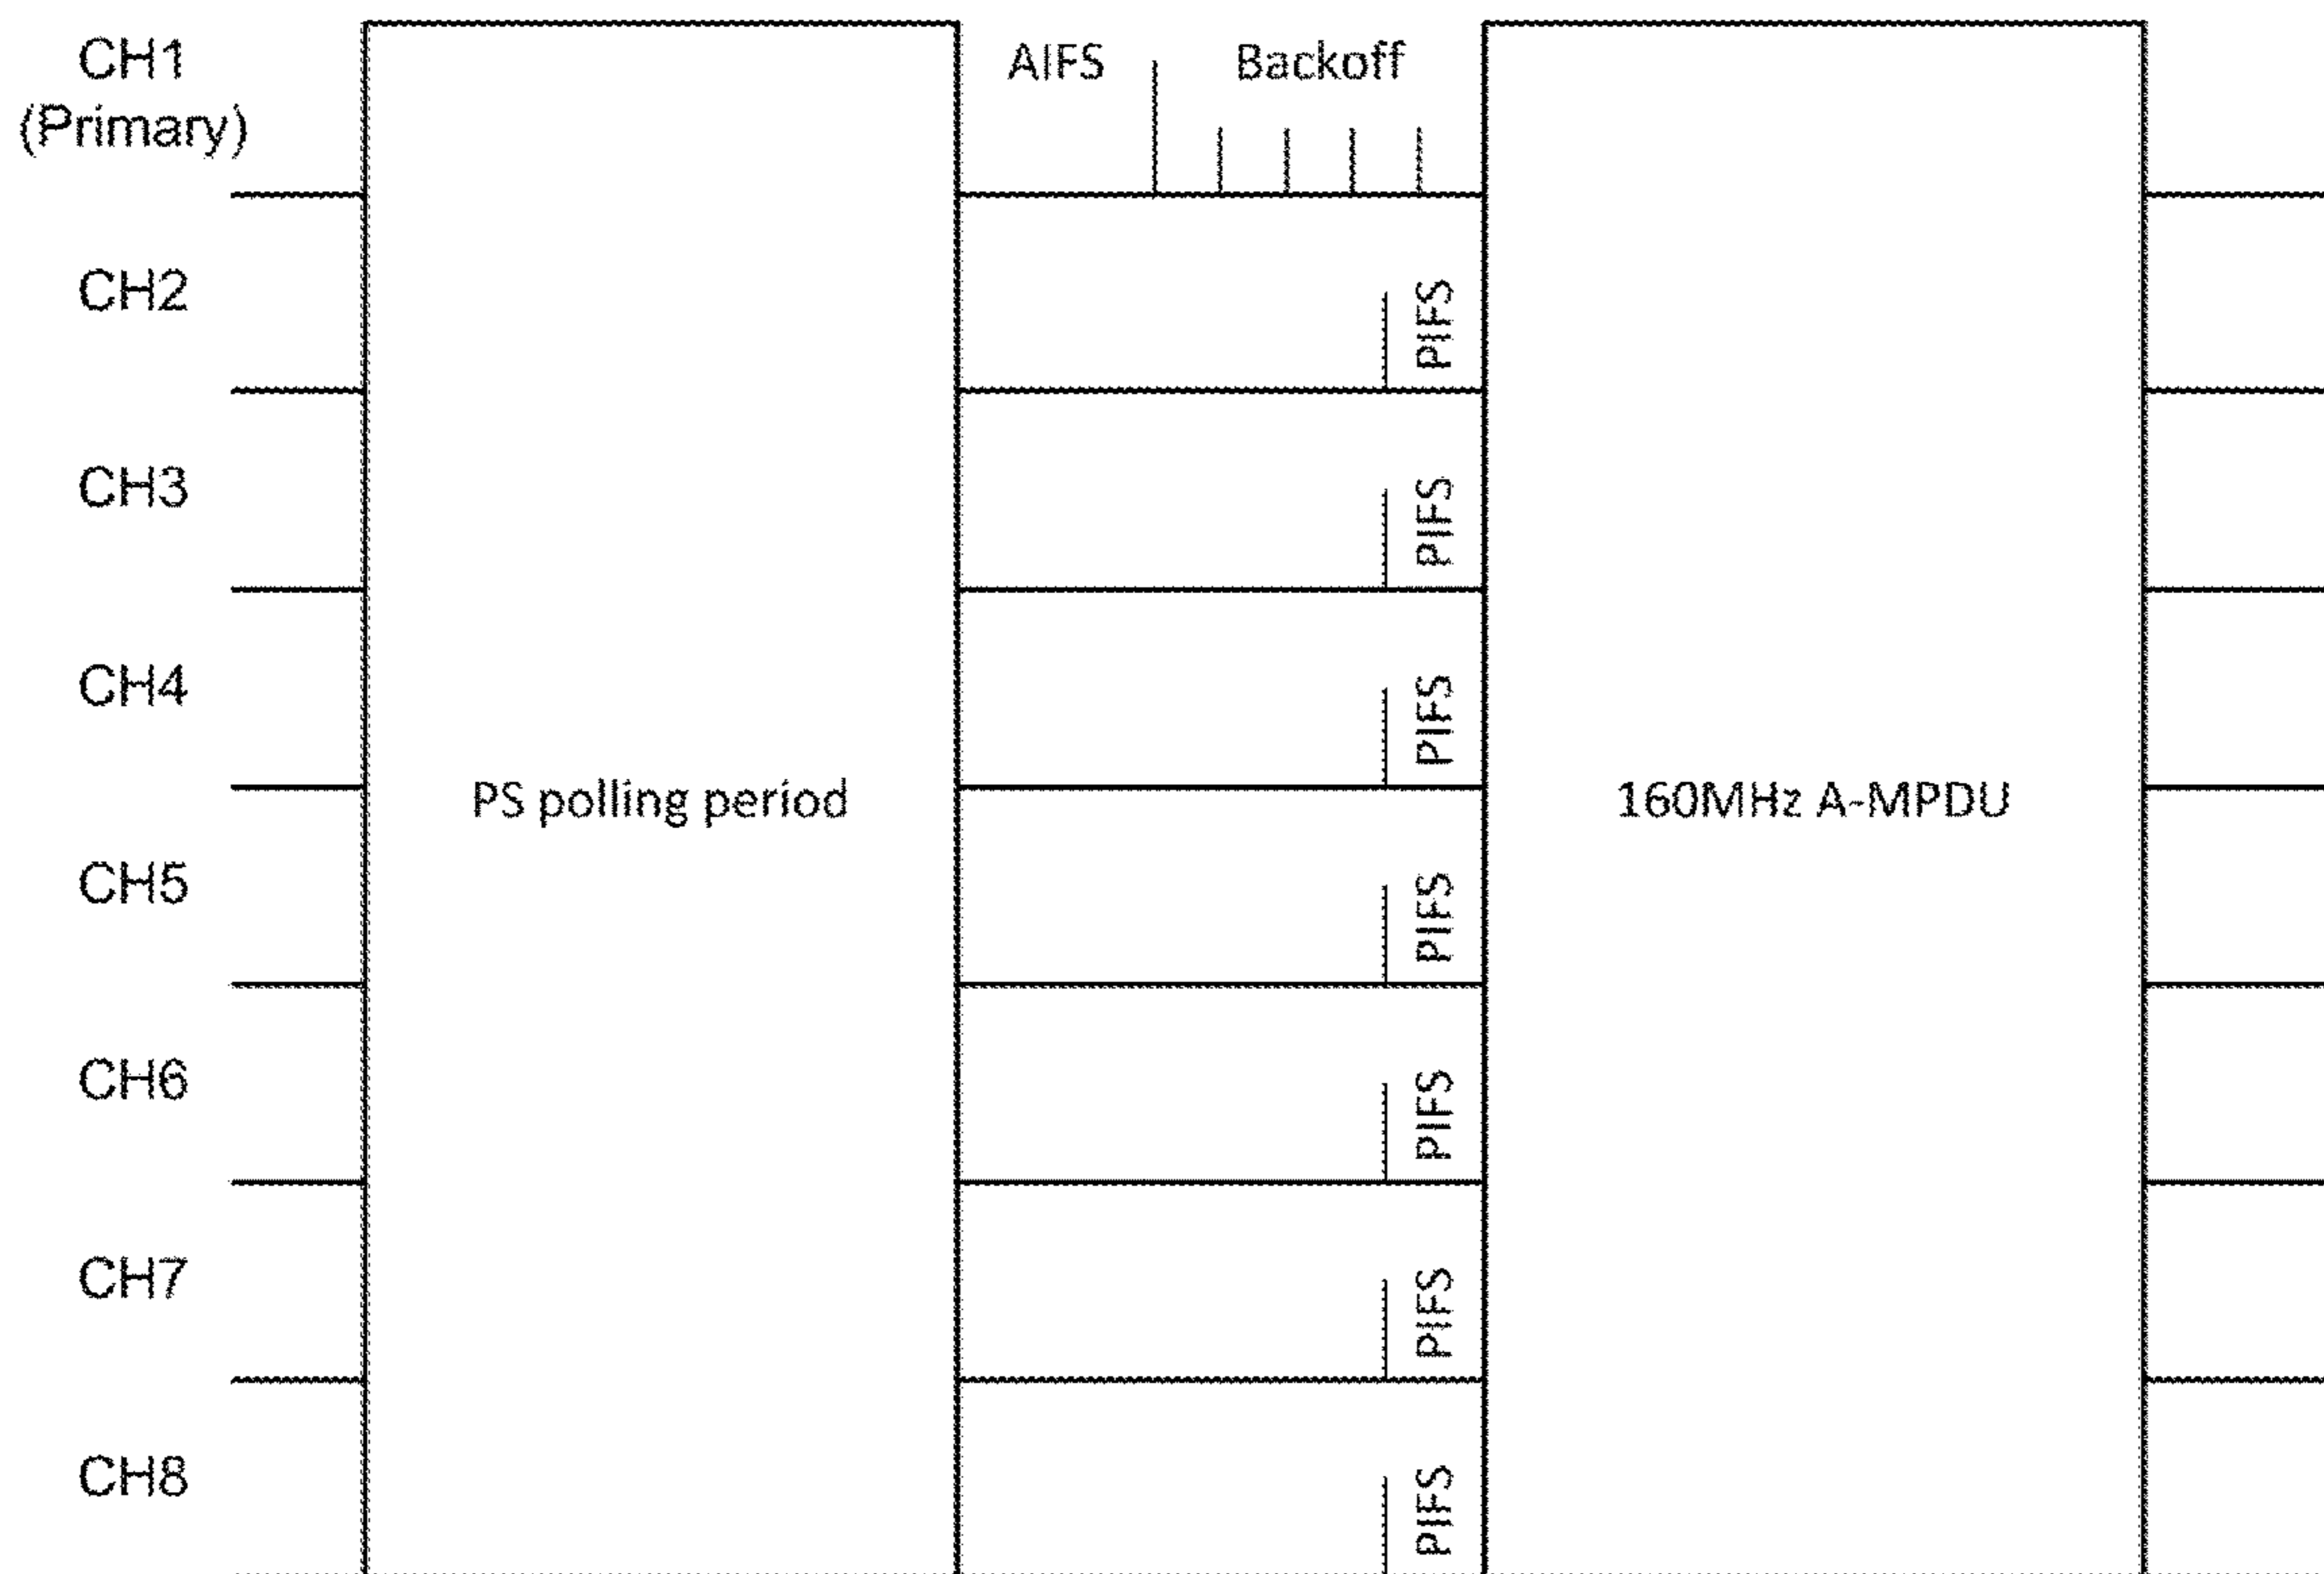 CH1
(Primary)
AIFS
Backoff
CH2
PIFS
CH3
PIFS
CH4
PIFS
PS polling period
160MHz A-MPDU
CH5
PIFS
CH6
PIFS
CH7
PIFS
CH8
PIFS